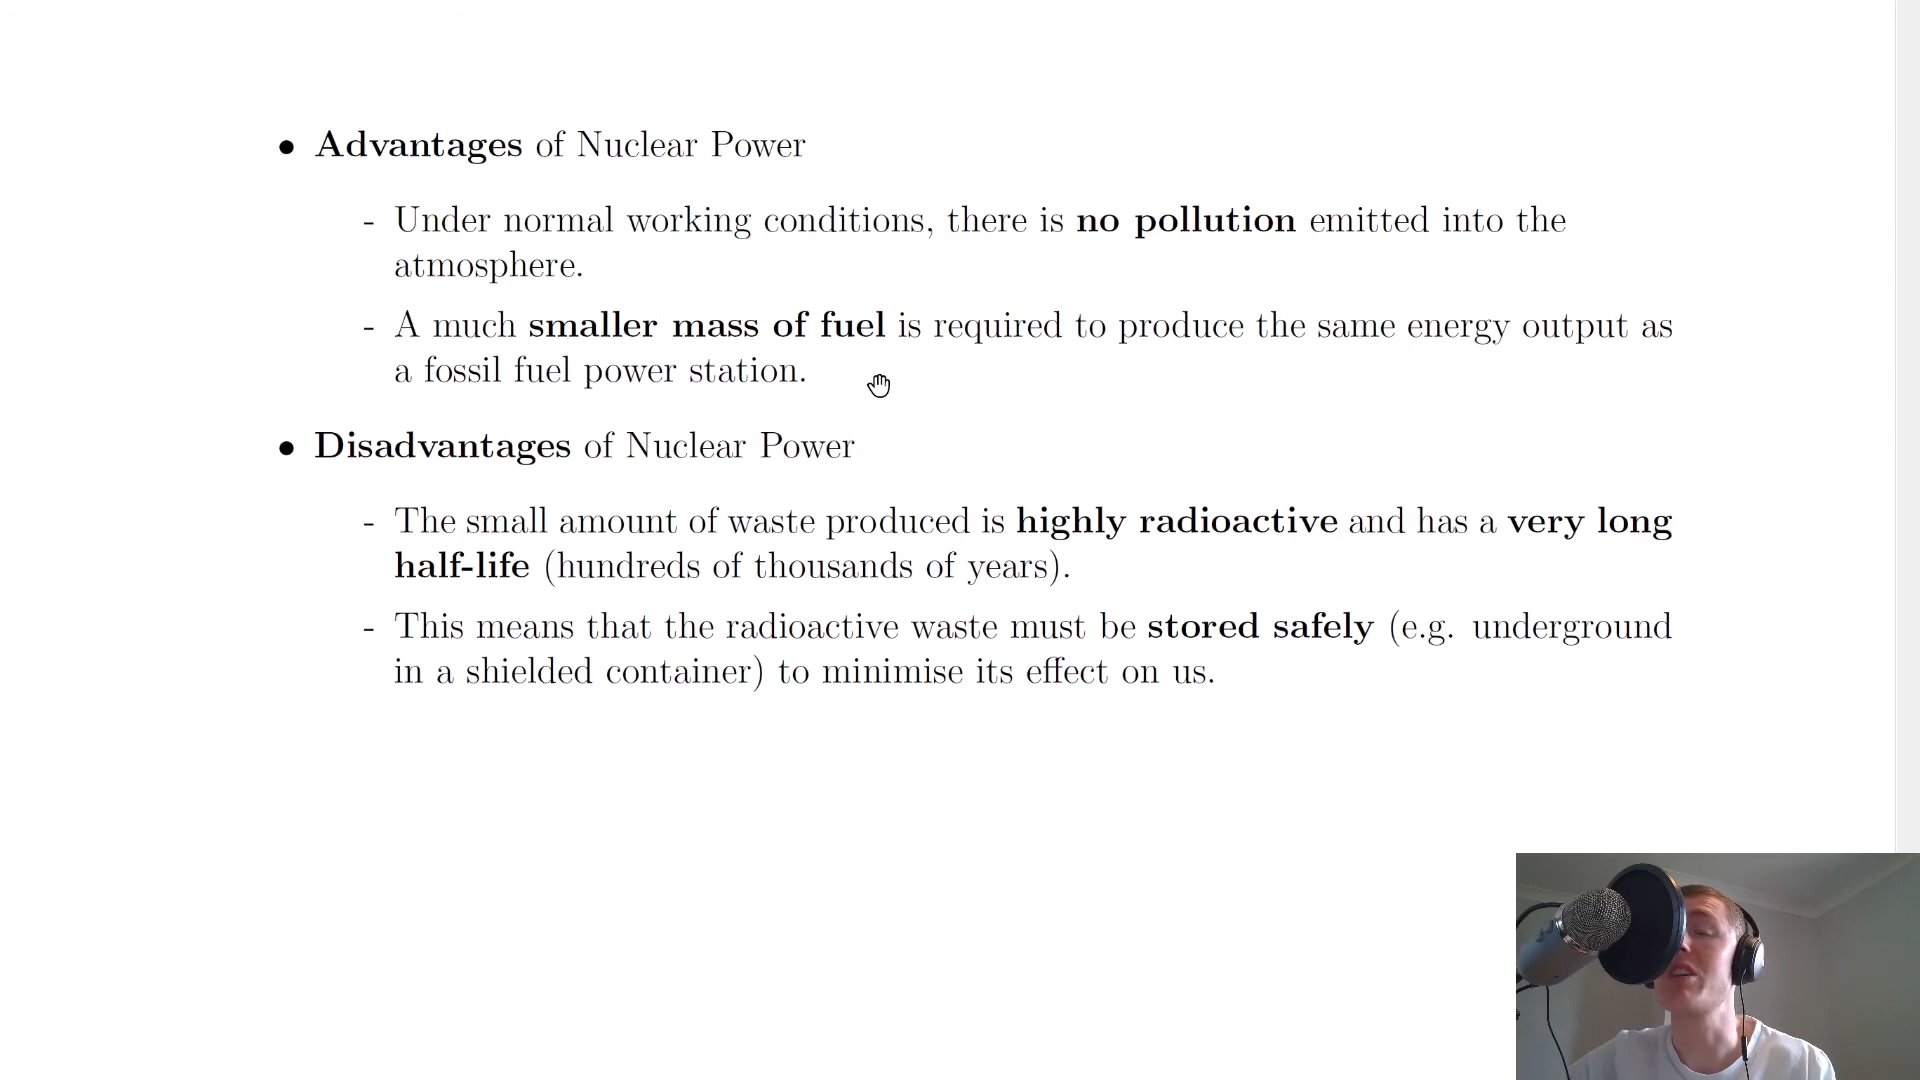 • Advantages of Nuclear Power
- Under normal working conditions, there is no pollution emitted into the
atmosphere.
- A much smaller mass of fuel is required to produce the same energy output as
a fossil fuel power station.
• Disadvantages of Nuclear Power
- The small amount of waste produced is highly radioactive and has a very long
half-life (hundreds of thousands of years).
- This means that the radioactive waste must be stored safely (e.g. underground
in a shielded container) to minimise its effect on us.